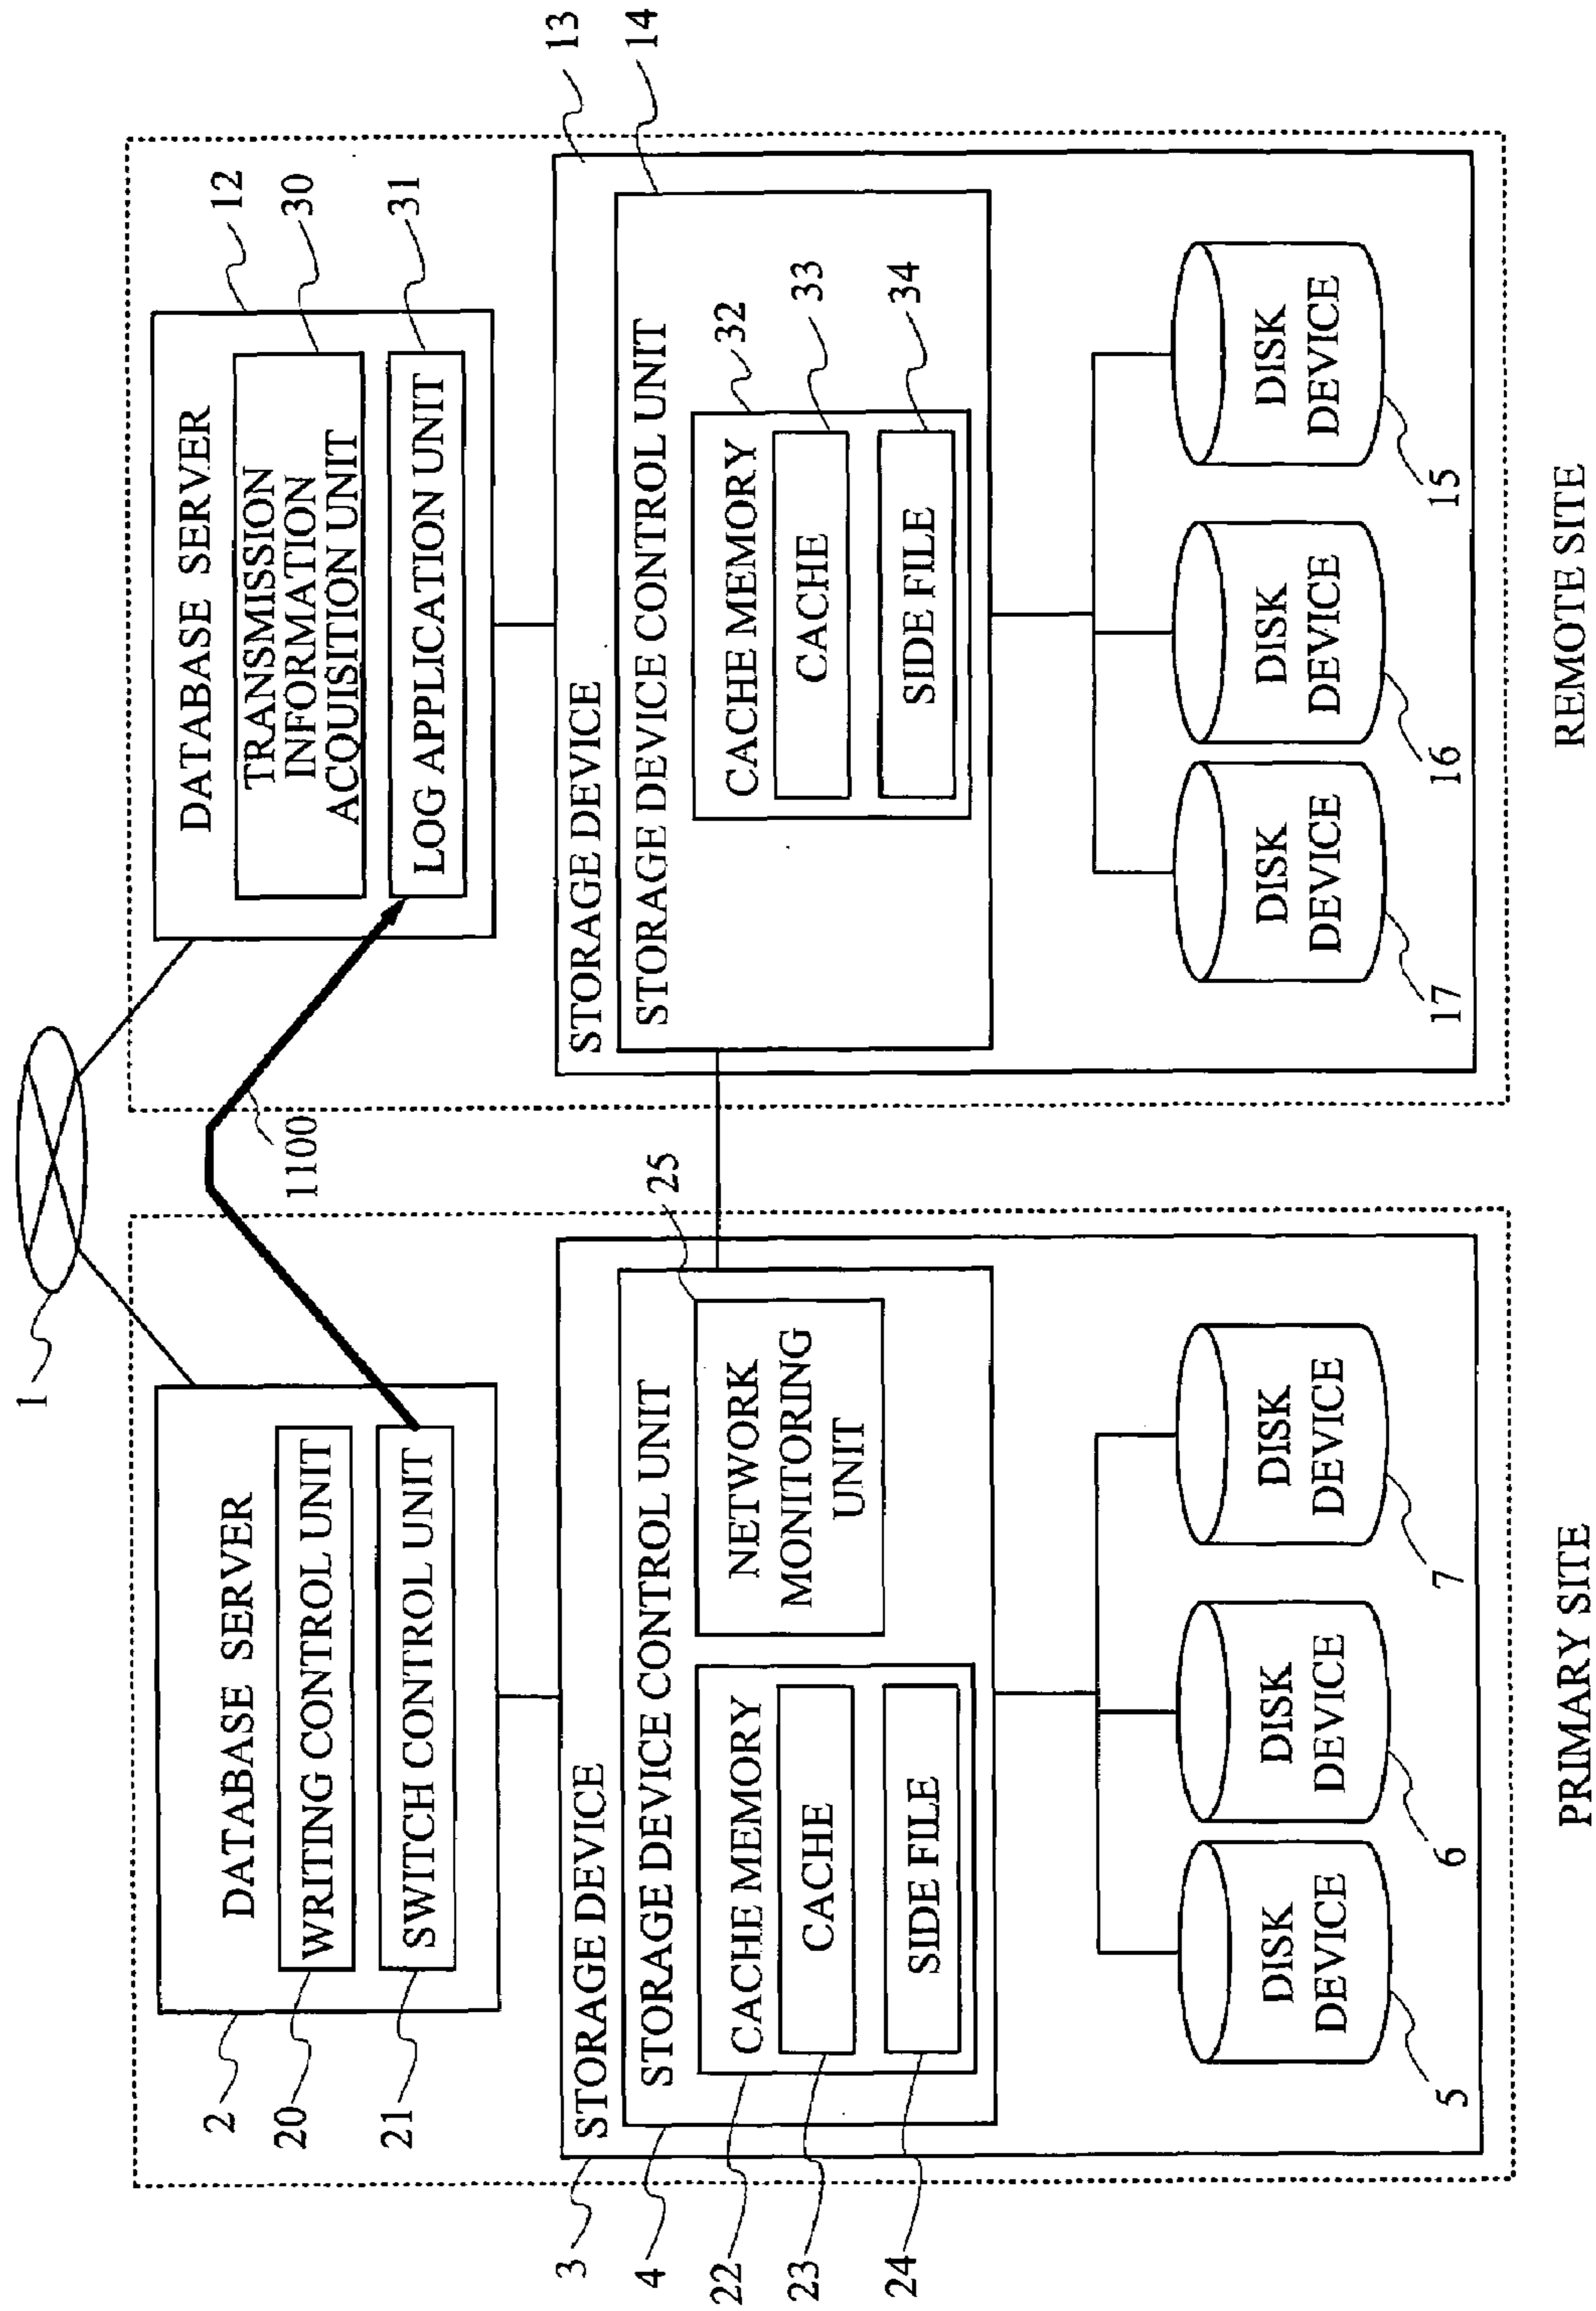 1
2
DATABASE SERVER
20
WRITING CONTROL UNIT
21
SWITCH CONTROL UNIT
1100
DATABASE SERVER
12
TRANSMISSION
INFORMATION
ACQUISITION UNIT
30
LOG APPLICATION UNIT
31
3
STORAGE DEVICE
4
STORAGE DEVICE CONTROL UNIT
22
CACHE MEMORY
23
CACHE
24
SIDE FILE
25
NETWORK
MONITORING
UNIT
DISK
DEVICE
5
DISK
DEVICE
6
DISK
DEVICE
7
PRIMARY SITE
STORAGE DEVICE
13
STORAGE DEVICE CONTROL UNIT
14
CACHE MEMORY
32
CACHE
33
SIDE FILE
34
DISK
DEVICE
17
DISK
DEVICE
16
DISK
DEVICE
15
REMOTE SITE